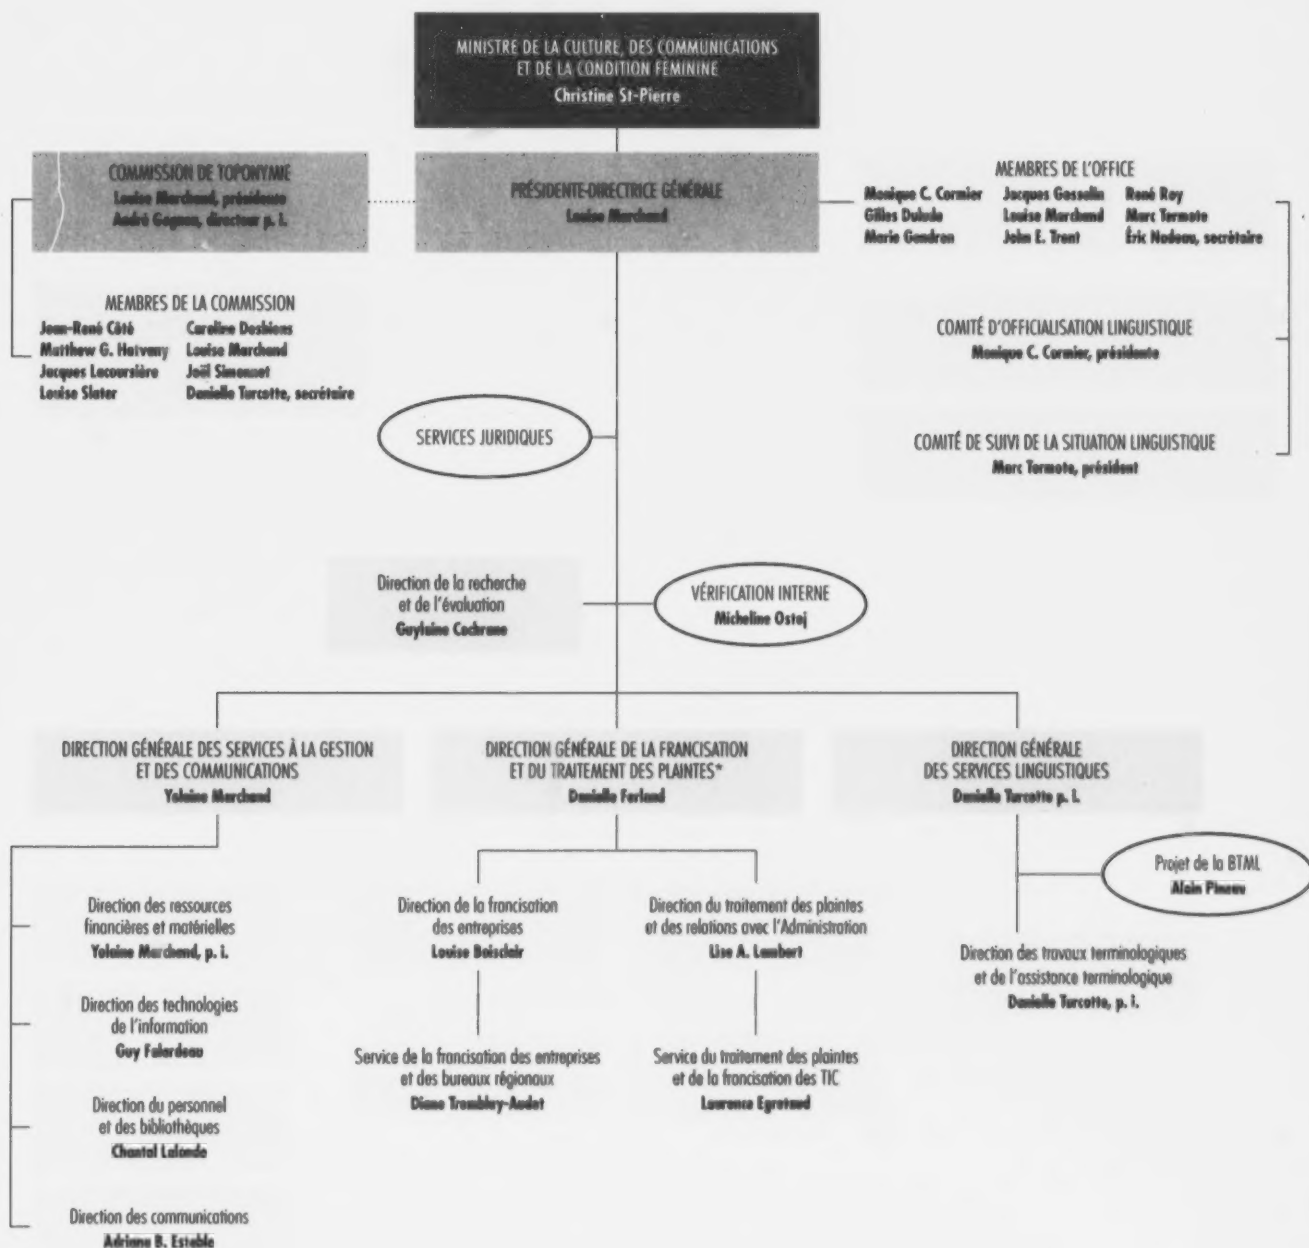 MINISTRE DE LA CULTURE, DES COMMUNICATIONS
ET DE LA CONDITION FÉMININE
Christine St-Pierre
COMMISSION DE TOPONYMIE
Louise Marchand, présidente
André Gagnon, directeur p. i.
PRÉSIDENTE-DIRECTRICE GÉNÉRALE
Louise Marchand
MEMBRES DE L'OFFICE
Monique C. Cormier Jacques Gosselin René Roy
Gilles Dulude Louise Marchand Marc Termote
Mario Gendron John E. Trent Éric Nadeau, secrétaire
MEMBRES DE LA COMMISSION
Jean-René Côté Caroline Desbiens
Matthew G. Hatvany Louise Marchand
Jacques Lacoursière Joël Simonnet
Louise Slater Danielle Turcotte, secrétaire
COMITÉ D'OFFICIALISATION LINGUISTIQUE
Monique C. Cormier, présidente
SERVICES JURIDIQUES
COMITÉ DE SUIVI DE LA SITUATION LINGUISTIQUE
Marc Termote, président
Direction de la recherche
et de l'évaluation
Guylaine Cochrane
VÉRIFICATION INTERNE
Micheline Ostoj
DIRECTION GÉNÉRALE DES SERVICES À LA GESTION
ET DES COMMUNICATIONS
Yolaine Marchand
DIRECTION GÉNÉRALE DE LA FRANCISATION
ET DU TRAITEMENT DES PLAINTES*
Danielle Ferland
DIRECTION GÉNÉRALE
DES SERVICES LINGUISTIQUES
Danielle Turcotte p. i.
Projet de la BTML
Alain Pineau
Direction des ressources
financières et matérielles
Yolaine Marchand, p. i.
Direction de la francisation
des entreprises
Louise Boisclair
Direction du traitement des plaintes
et des relations avec l'Administration
Lise A. Lambert
Direction des travaux terminologiques
et de l'assistance terminologique
Danielle Turcotte, p. i.
Direction des technologies
de l'information
Guy Falardeau
Service de la francisation des entreprises
et des bureaux régionaux
Diane Tremblay-Audet
Service du traitement des plaintes
et de la francisation des TIC
Laurence Egretaud
Direction du personnel
et des bibliothèques
Chantal Lalonde
Direction des communications
Adriana B. Estable